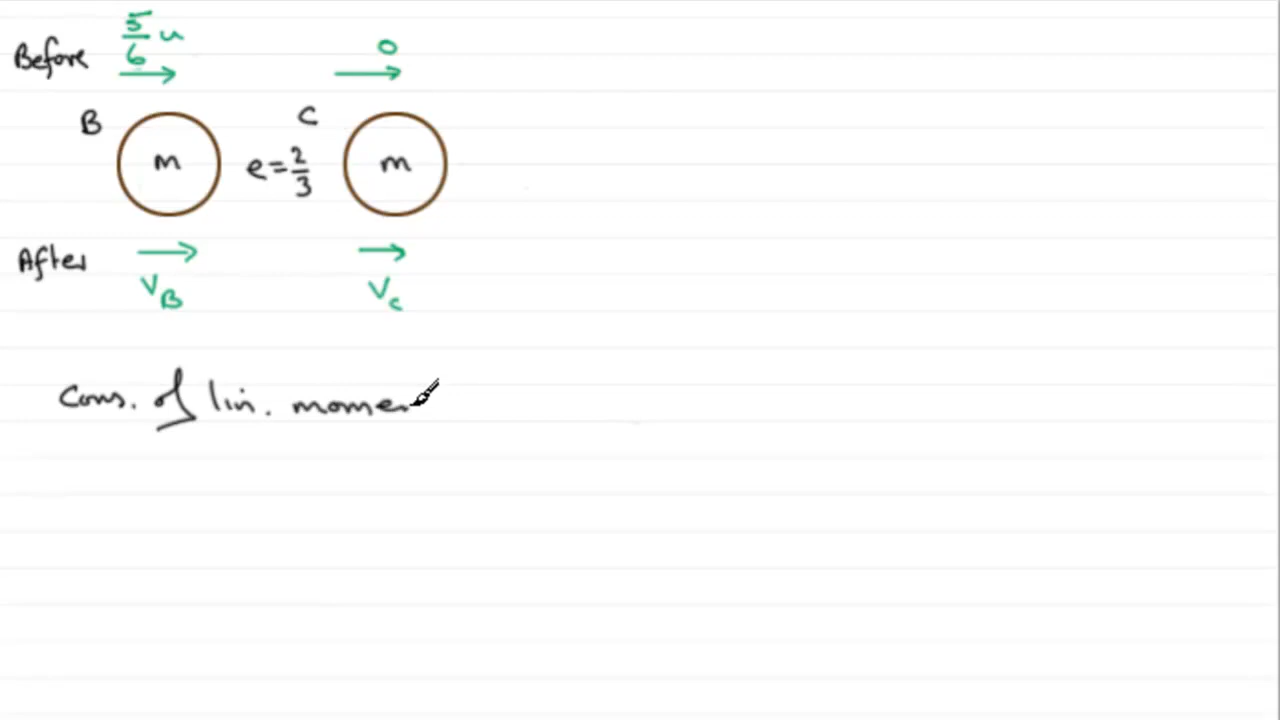 Before 5/6 u 0
B m e = 2/3 C m
After
V_B V_C
Cons. of lin. momen